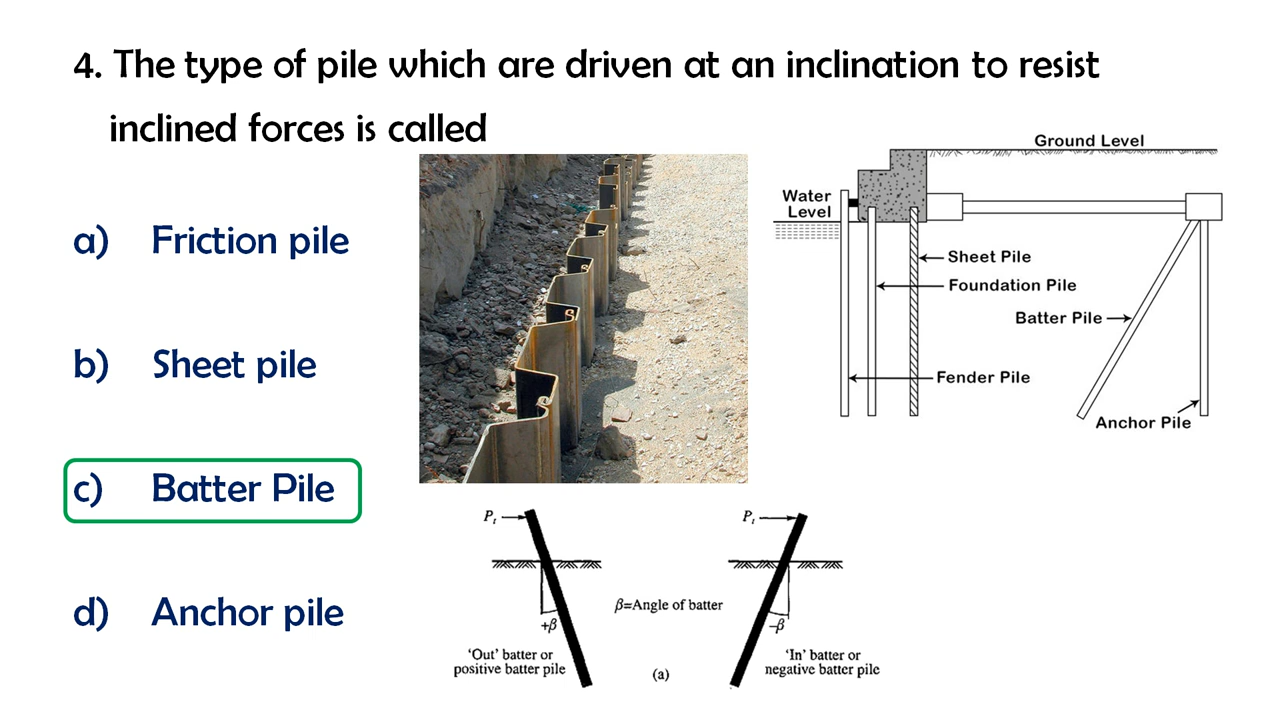 4. The type of pile which are driven at an inclination to resist
inclined forces is called
a) Friction pile
b) Sheet pile
c) Batter Pile
d) Anchor pile
Ground Level
Water
Level
Sheet Pile
Foundation Pile
Batter Pile
Fender Pile
Anchor Pile
Pₜ
Pₜ
β=Angle of batter
+β
–β
'Out' batter or
positive batter pile
(a)
'In' batter or
negative batter pile